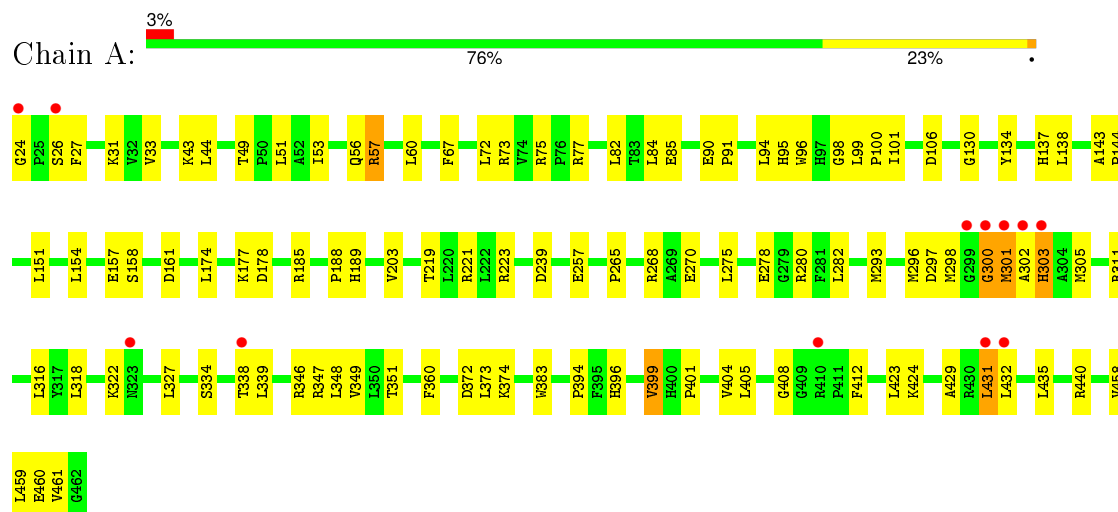 3%
Chain A:
76% 23% •
G24 P25 S26 F27 K31 V32 V33 K43 L44 T49 P50 L51 A52 I53 Q56 R57 L60 F67 L72 R73 V74 R75 P76 R77 L82 T83 L84 E85 E90 P91 L94 H95 W96 H97 G98 L99 P100 I101 D106 G130 Y134 H137 L138 A143
L151 L154 E157 S158 D161 L174 K177 D178 R185 P188 H189 V203 T219 L220 R221 L222 R223 D239 E257 P265 R268 A269 E270 L275 E278 G279 R280 F281 L282 M293 M296 D297 M298 G299 G300 M301 A302 H303 A304 M305
L316 Y317 L318 K322 N323 L327 S334 T338 L339 R346 R347 L348 V349 L350 T351 F360 D372 L373 K374 W383 P394 F395 H396 V399 H400 P401 V404 L405 G408 G409 R410 P411 F412 L423 K424 A429 R430 L431 L432 L435 R440
L459 E460 V461 G462